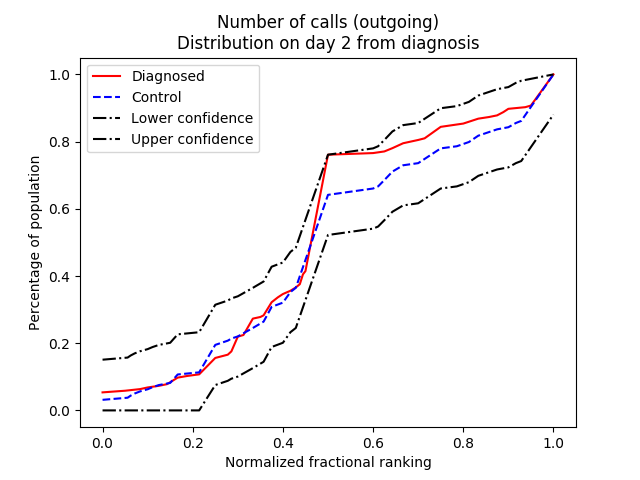 Number of calls (outgoing)
Distribution on day 2 from diagnosis
Diagnosed
Control
Lower confidence
Upper confidence
Percentage of population
1.0
0.8
0.6
0.4
0.2
0.0
0.0 0.2 0.4 0.6 0.8 1.0
Normalized fractional ranking